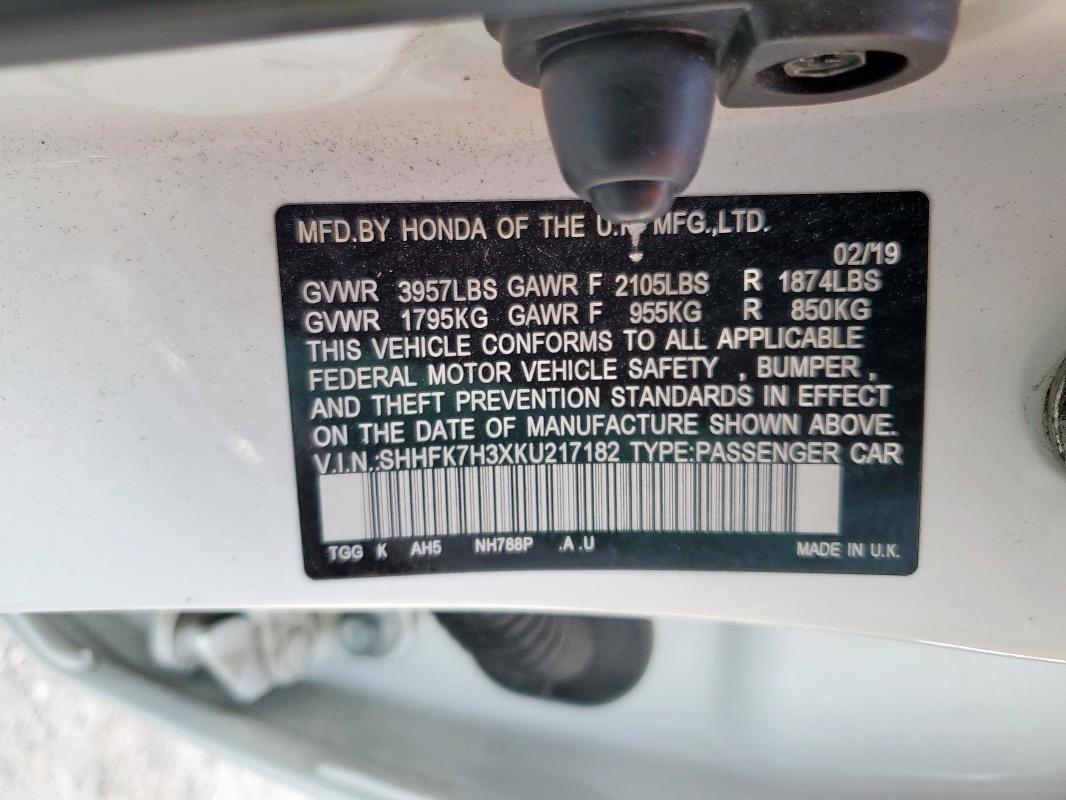 MFD.BY HONDA OF THE U.K MFG.,LTD.
02/'19
GVWR 3957LBS GAWR F 2105LBS R 1874LBS
GVWR 1795KG GAWR F 955KG R 850KG
THIS VEHICLE CONFORMS TO ALL APPLICABLE
FEDERAL MOTOR VEHICLE SAFETY , BUMPER ,
AND THEFT PREVENTION STANDARDS IN EFFECT
ON THE DATE OF MANUFACTURE SHOWN ABOVE.
V.I.N.:SHHFK7H3XKU217182 TYPE:PASSENGER CAR
TGG K AH5 NH788P .A .U MADE IN U.K.